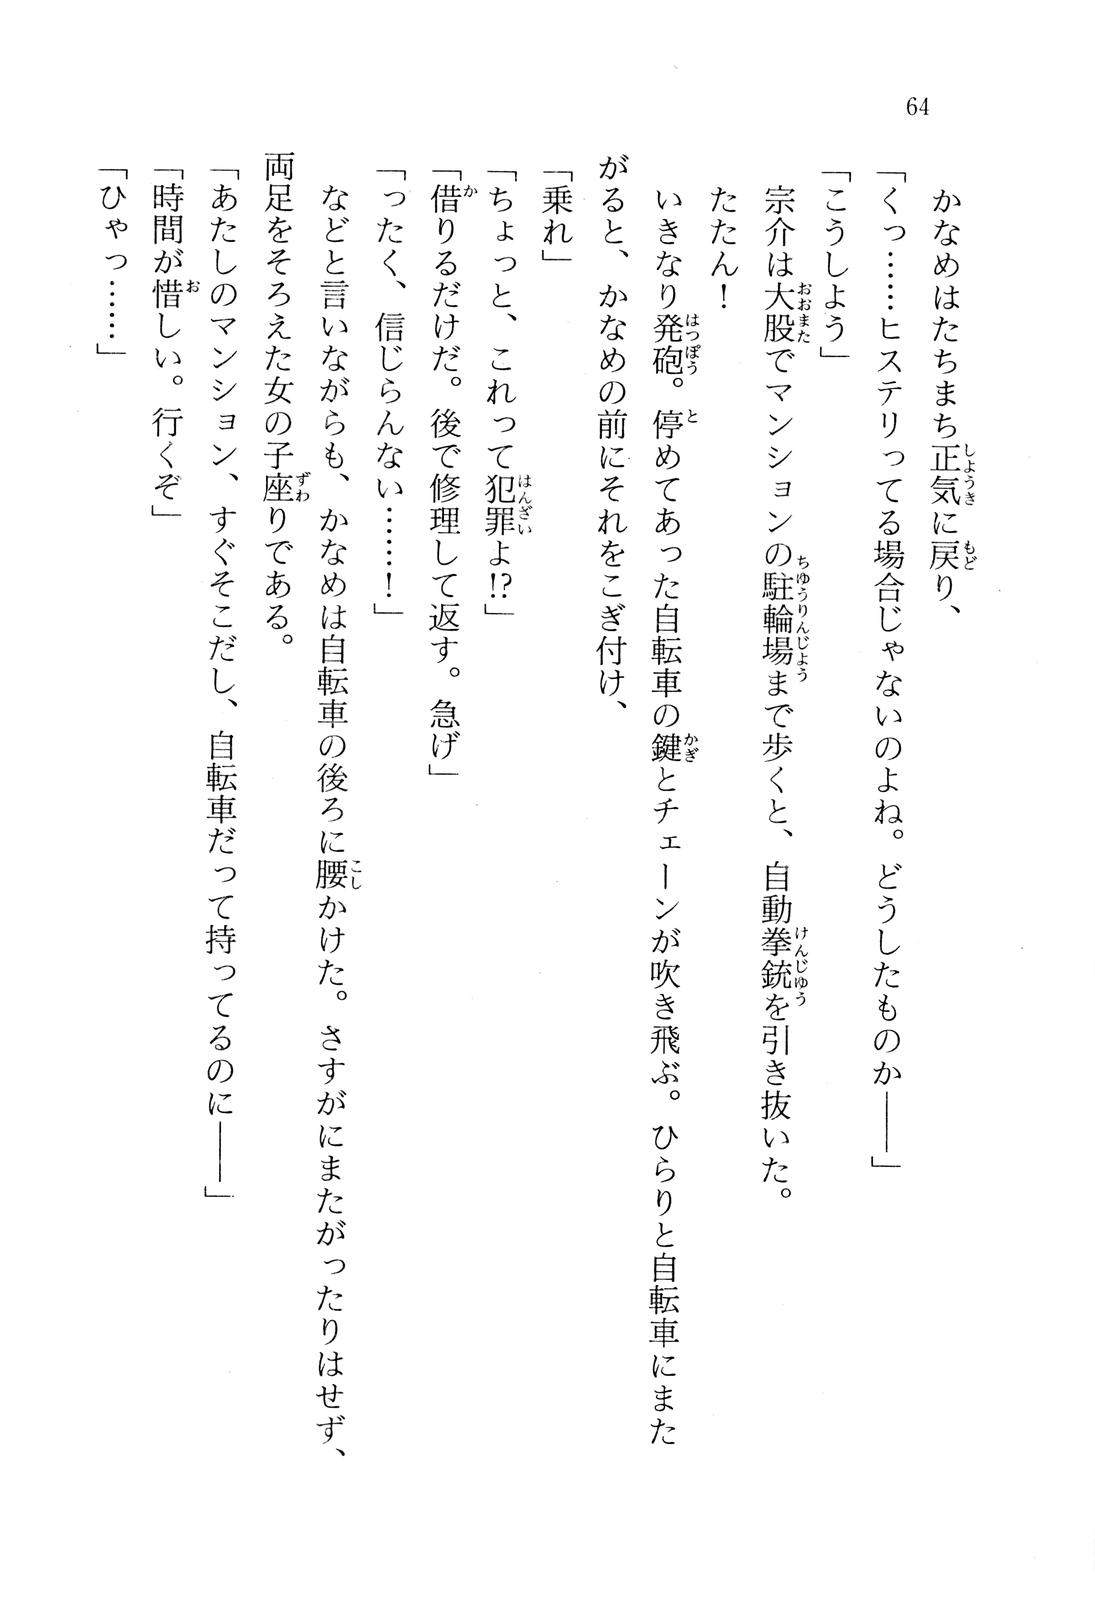 64
かなめはたちまち正気に戻り、
「くっ……ヒステリってる場合じゃないのよね。どうしたものか――」
「こうしよう」
宗介は大股でマンションの駐輪場まで歩くと、自動拳銃を引き抜いた。
たたん！
いきなり発砲。停めてあった自転車の鍵とチェーンが吹き飛ぶ。ひらりと自転車にまた
がると、かなめの前にそれをこぎ付け、
「乗れ」
「ちょっと、これって犯罪よ!?」
「借りるだけだ。後で修理して返す。急げ」
「ったく、信じらんない……！」
などと言いながらも、かなめは自転車の後ろに腰かけた。さすがにまたがったりはせず、
両足をそろえた女の子座りである。
「あたしのマンション、すぐそこだし、自転車だって持ってるのに――」
「時間が惜しい。行くぞ」
「ひゃっ……」